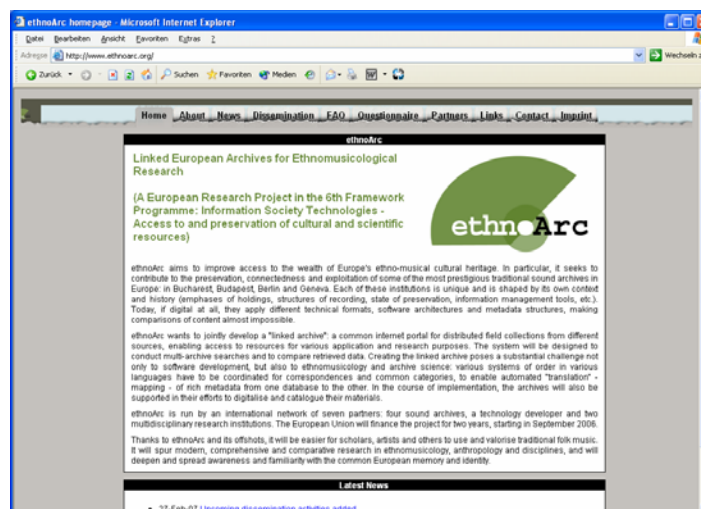 ethnoArc homepage - Microsoft Internet Explorer
Datei Bearbeiten Ansicht Favoriten Extras ?
Adresse http://www.ethnoarc.org/ Wechseln z
Zurück Suchen Favoriten Medien
Home About News Dissemination FAQ Questionnaire Partners Links Contact Imprint
ethnoArc
Linked European Archives for Ethnomusicological
Research
(A European Research Project in the 6th Framework
Programme: Information Society Technologies -
Access to and preservation of cultural and scientific
resources)
ethnoArc
ethnoArc aims to improve access to the wealth of Europe's ethno-musical cultural heritage. In particular, it seeks to
contribute to the preservation, connectedness and exploitation of some of the most prestigious traditional sound archives in
Europe: in Bucharest, Budapest, Berlin and Geneva. Each of these institutions is unique and is shaped by its own context
and history (emphases of holdings, structures of recording, state of preservation, information management tools, etc.).
Today, if digital at all, they apply different technical formats, software architectures and metadata structures, making
comparisons of content almost impossible.
ethnoArc wants to jointly develop a "linked archive": a common internet portal for distributed field collections from different
sources, enabling access to resources for various application and research purposes. The system will be designed to
conduct multi-archive searches and to compare retrieved data. Creating the linked archive poses a substantial challenge not
only to software development, but also to ethnomusicology and archive science: various systems of order in various
languages have to be coordinated for correspondences and common categories, to enable automated "translation" -
mapping - of rich metadata from one database to the other. In the course of implementation, the archives will also be
supported in their efforts to digitalise and catalogue their materials.
ethnoArc is run by an international network of seven partners: four sound archives, a technology developer and two
multidisciplinary research institutions. The European Union will finance the project for two years, starting in September 2006.
Thanks to ethnoArc and its offshots, it will be easier for scholars, artists and others to use and valorise traditional folk music.
It will spur modern, comprehensive and comparative research in ethnomusicology, anthropology and disciplines, and will
deepen and spread awareness and familiarity with the common European memory and identity.
Latest News
27-Feb-07 Upcoming dissemination activities added